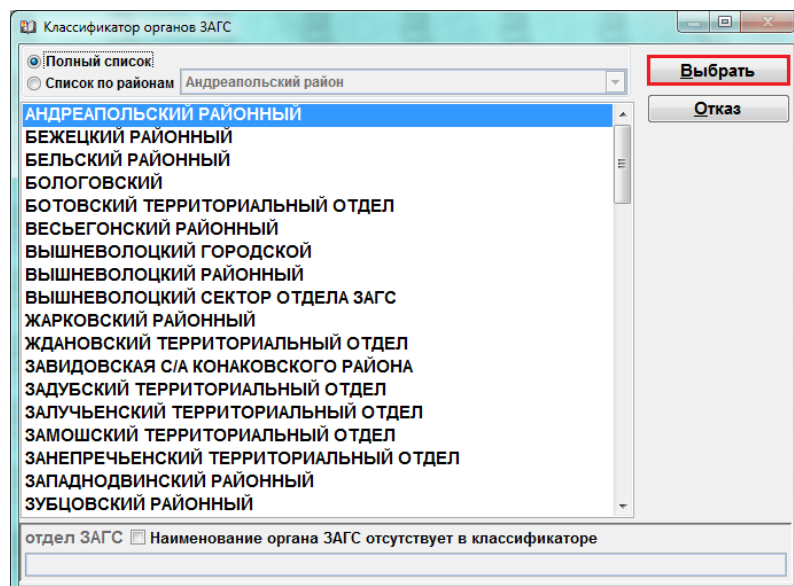 Классификатор органов ЗАГС
Полный список
Выбрать
Список по районам Андреапольский район
Отказ
АНДРЕАПОЛЬСКИЙ РАЙОННЫЙ
БЕЖЕЦКИЙ РАЙОННЫЙ
БЕЛЬСКИЙ РАЙОННЫЙ
БОЛОГОВСКИЙ
БОТОВСКИЙ ТЕРРИТОРИАЛЬНЫЙ ОТДЕЛ
ВЕСЬЕГОНСКИЙ РАЙОННЫЙ
ВЫШНЕВОЛОЦКИЙ ГОРОДСКОЙ
ВЫШНЕВОЛОЦКИЙ РАЙОННЫЙ
ВЫШНЕВОЛОЦКИЙ СЕКТОР ОТДЕЛА ЗАГС
ЖАРКОВСКИЙ РАЙОННЫЙ
ЖДАНОВСКИЙ ТЕРРИТОРИАЛЬНЫЙ ОТДЕЛ
ЗАВИДОВСКАЯ С/А КОНАКОВСКОГО РАЙОНА
ЗАДУБСКИЙ ТЕРРИТОРИАЛЬНЫЙ ОТДЕЛ
ЗАЛУЧЬЕНСКИЙ ТЕРРИТОРИАЛЬНЫЙ ОТДЕЛ
ЗАМОШСКИЙ ТЕРРИТОРИАЛЬНЫЙ ОТДЕЛ
ЗАНЕПРЕЧЬЕНСКИЙ ТЕРРИТОРИАЛЬНЫЙ ОТДЕЛ
ЗАПАДНОДВИНСКИЙ РАЙОННЫЙ
ЗУБЦОВСКИЙ РАЙОННЫЙ
отдел ЗАГС Наименование органа ЗАГС отсутствует в классификаторе